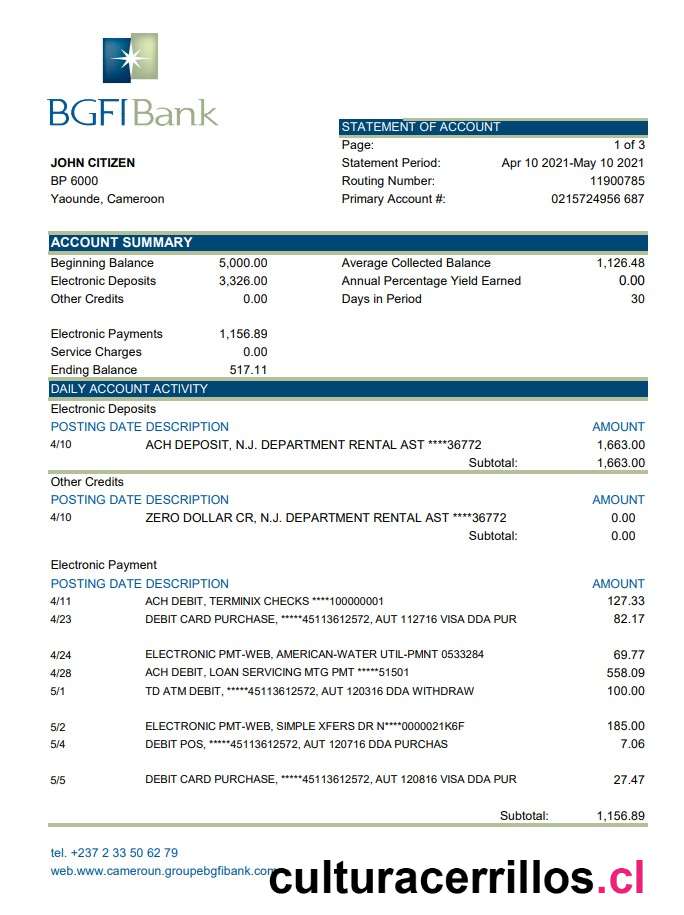 BGFIBank
STATEMENT OF ACCOUNT
Page: 1 of 3
JOHN CITIZEN Statement Period: Apr 10 2021-May 10 2021
BP 6000 Routing Number: 11900785
Yaounde, Cameroon Primary Account #: 0215724956 687
ACCOUNT SUMMARY
Beginning Balance 5,000.00 Average Collected Balance 1,126.48
Electronic Deposits 3,326.00 Annual Percentage Yield Earned 0.00
Other Credits 0.00 Days in Period 30
Electronic Payments 1,156.89
Service Charges 0.00
Ending Balance 517.11
DAILY ACCOUNT ACTIVITY
Electronic Deposits
POSTING DATE DESCRIPTION AMOUNT
4/10 ACH DEPOSIT, N.J. DEPARTMENT RENTAL AST ****36772 1,663.00
Subtotal: 1,663.00
Other Credits
POSTING DATE DESCRIPTION AMOUNT
4/10 ZERO DOLLAR CR, N.J. DEPARTMENT RENTAL AST ****36772 0.00
Subtotal: 0.00
Electronic Payment
POSTING DATE DESCRIPTION AMOUNT
4/11 ACH DEBIT, TERMINIX CHECKS ****100000001 127.33
4/23 DEBIT CARD PURCHASE, *****45113612572, AUT 112716 VISA DDA PUR 82.17
4/24 ELECTRONIC PMT-WEB, AMERICAN-WATER UTIL-PMNT 0533284 69.77
4/28 ACH DEBIT, LOAN SERVICING MTG PMT *****51501 558.09
5/1 TD ATM DEBIT, *****45113612572, AUT 120316 DDA WITHDRAW 100.00
5/2 ELECTRONIC PMT-WEB, SIMPLE XFERS DR N****0000021K6F 185.00
5/4 DEBIT POS, *****45113612572, AUT 120716 DDA PURCHAS 7.06
5/5 DEBIT CARD PURCHASE, *****45113612572, AUT 120816 VISA DDA PUR 27.47
Subtotal: 1,156.89
tel. +237 2 33 50 62 79
web.www.cameroun.groupebgfibank.com
culturacerrillos.cl